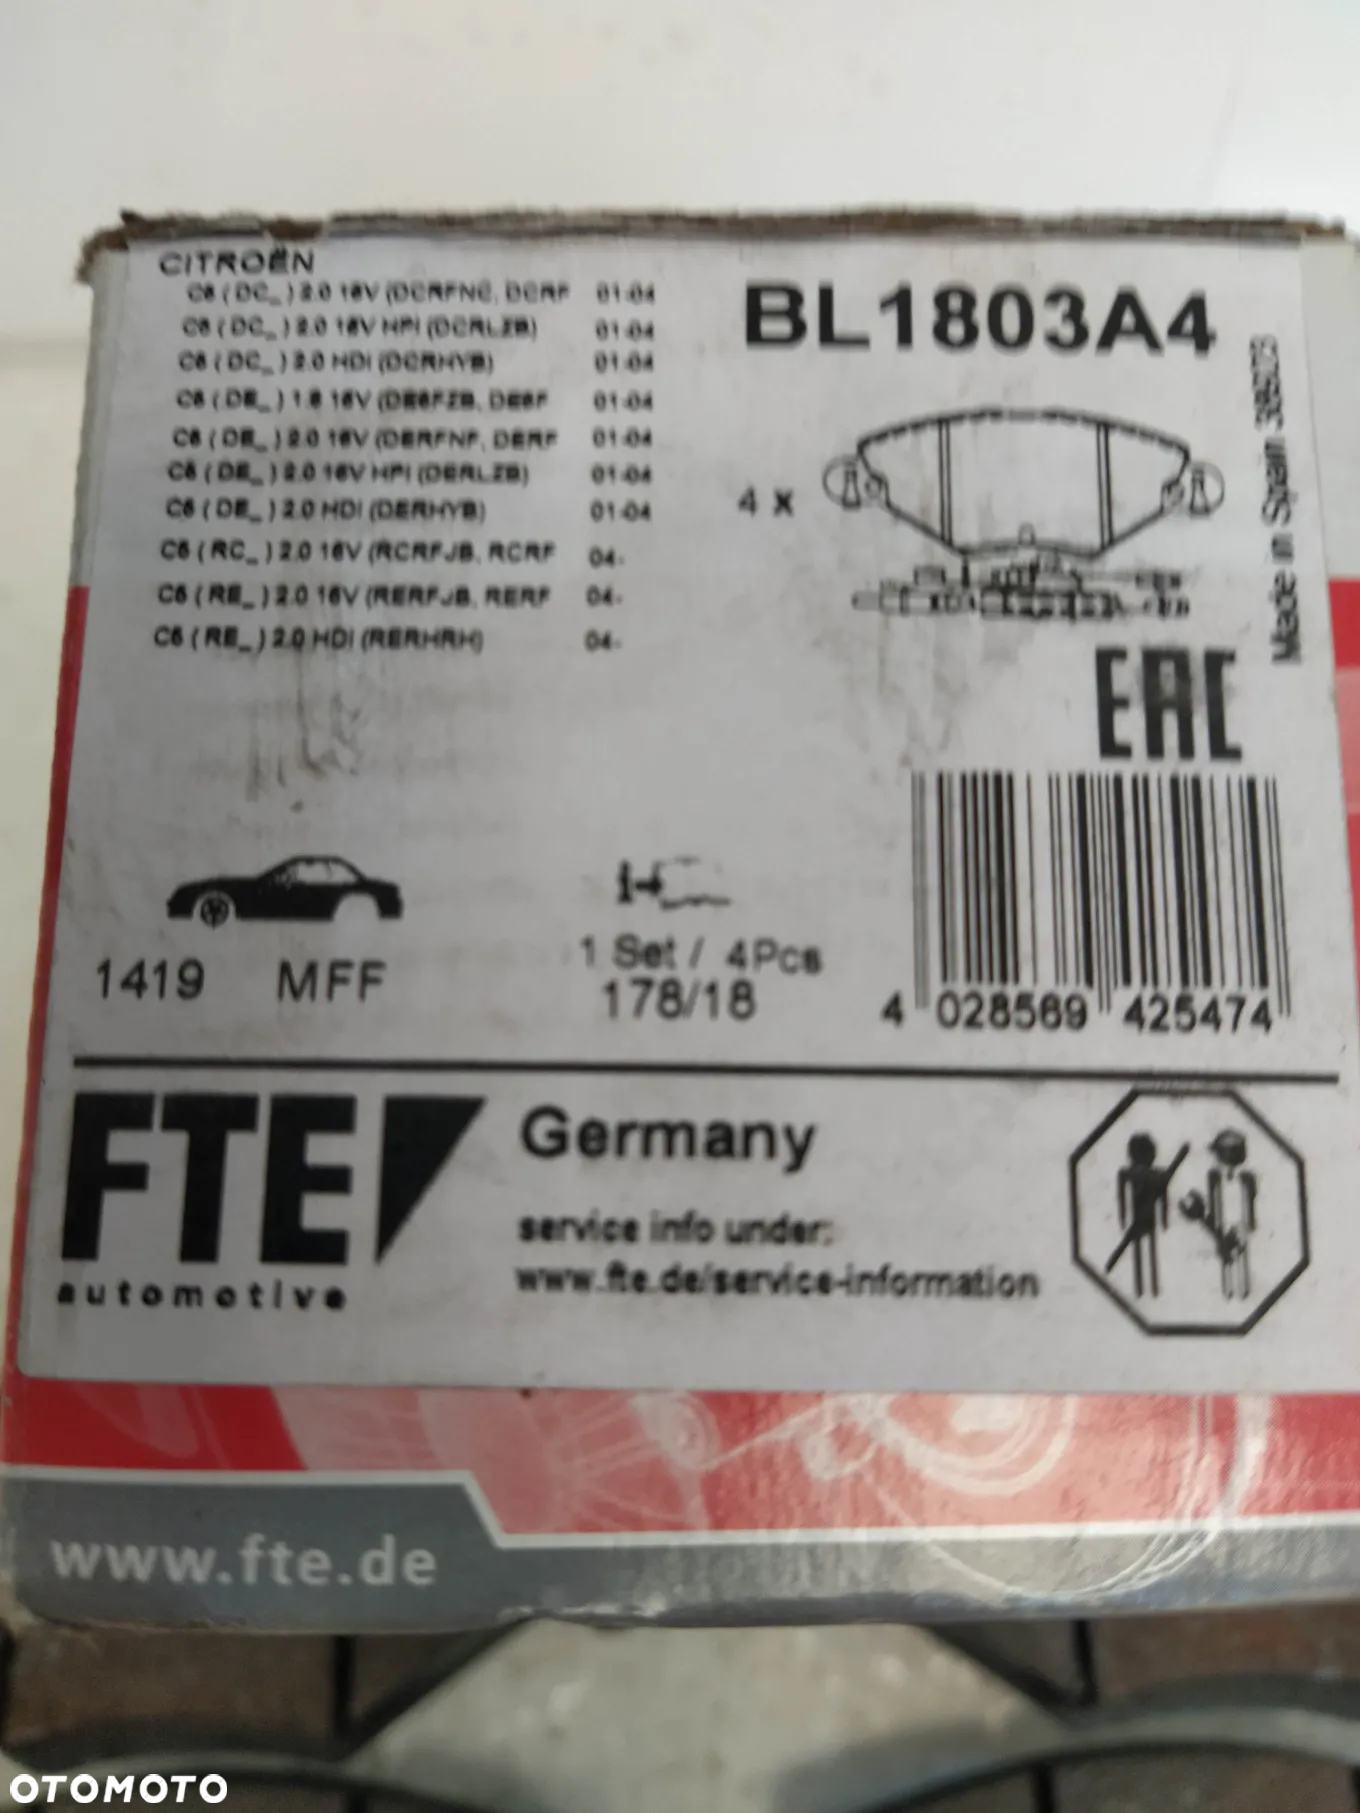 CITROËN
C5 (DC_) 2.0 16V (DCRFNC, DCRF 01-04
C5 (DC_) 2.0 16V HPI (DCRLZB) 01-04
C5 (DC_) 2.0 HDI (DCRHYB) 01-04
C5 (DE_) 1.8 16V (DE6FZB, DE6F 01-04
C5 (DE_) 2.0 16V (DERFNF, DERF 01-04
C5 (DE_) 2.0 16V HPI (DERLZB) 01-04
C5 (DE_) 2.0 HDI (DERHYB) 01-04
C5 (RC_) 2.0 16V (RCRFJB, RCRF 04-
C5 (RE_) 2.0 16V (RERFJB, RERF 04-
C5 (RE_) 2.0 HDI (RERHRH) 04-
BL1803A4
4 x
Made in Spain
EAC
1419 MFF
1 Set / 4Pcs
178/18
4 028569 425474
FTE
automotive
Germany
service info under:
www.fte.de/service-information
www.fte.de
OTOMOTO